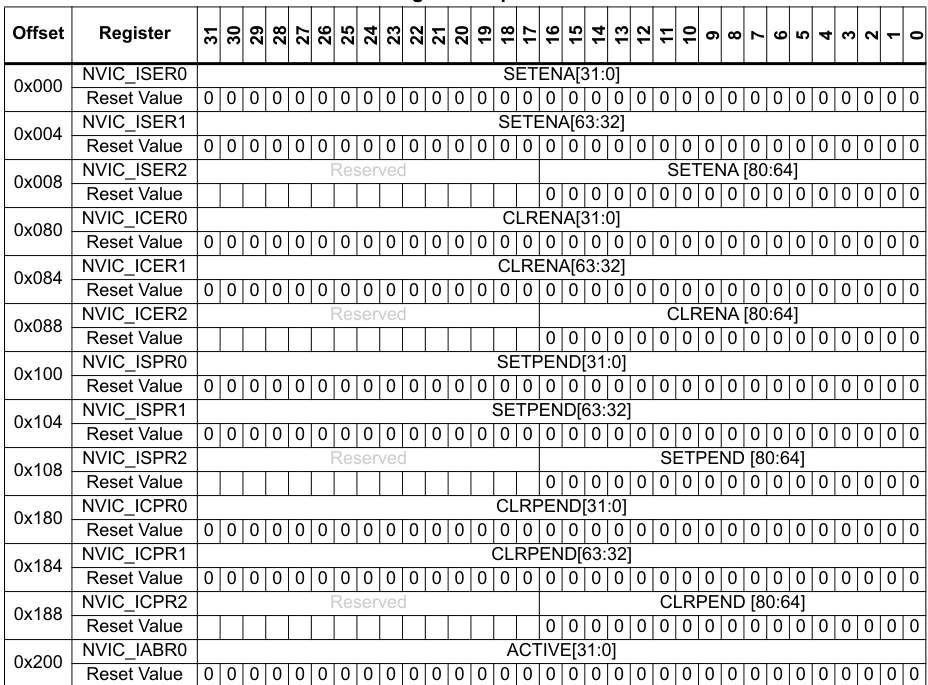 Offset Register 31 30 29 28 27 26 25 24 23 22 21 20 19 18 17 16 15 14 13 12 11 10 9 8 7 6 5 4 3 2 1 0
0x000 NVIC_ISER0 SETENA[31:0]
Reset Value 0 0 0 0 0 0 0 0 0 0 0 0 0 0 0 0 0 0 0 0 0 0 0 0 0 0 0 0 0 0 0 0
0x004 NVIC_ISER1 SETENA[63:32]
Reset Value 0 0 0 0 0 0 0 0 0 0 0 0 0 0 0 0 0 0 0 0 0 0 0 0 0 0 0 0 0 0 0 0
0x008 NVIC_ISER2 Reserved SETENA [80:64]
Reset Value 0 0 0 0 0 0 0 0 0 0 0 0 0 0 0 0 0
0x080 NVIC_ICER0 CLRENA[31:0]
Reset Value 0 0 0 0 0 0 0 0 0 0 0 0 0 0 0 0 0 0 0 0 0 0 0 0 0 0 0 0 0 0 0 0
0x084 NVIC_ICER1 CLRENA[63:32]
Reset Value 0 0 0 0 0 0 0 0 0 0 0 0 0 0 0 0 0 0 0 0 0 0 0 0 0 0 0 0 0 0 0 0
0x088 NVIC_ICER2 Reserved CLRENA [80:64]
Reset Value 0 0 0 0 0 0 0 0 0 0 0 0 0 0 0 0 0
0x100 NVIC_ISPR0 SETPEND[31:0]
Reset Value 0 0 0 0 0 0 0 0 0 0 0 0 0 0 0 0 0 0 0 0 0 0 0 0 0 0 0 0 0 0 0 0
0x104 NVIC_ISPR1 SETPEND[63:32]
Reset Value 0 0 0 0 0 0 0 0 0 0 0 0 0 0 0 0 0 0 0 0 0 0 0 0 0 0 0 0 0 0 0 0
0x108 NVIC_ISPR2 Reserved SETPEND [80:64]
Reset Value 0 0 0 0 0 0 0 0 0 0 0 0 0 0 0 0 0
0x180 NVIC_ICPR0 CLRPEND[31:0]
Reset Value 0 0 0 0 0 0 0 0 0 0 0 0 0 0 0 0 0 0 0 0 0 0 0 0 0 0 0 0 0 0 0 0
0x184 NVIC_ICPR1 CLRPEND[63:32]
Reset Value 0 0 0 0 0 0 0 0 0 0 0 0 0 0 0 0 0 0 0 0 0 0 0 0 0 0 0 0 0 0 0 0
0x188 NVIC_ICPR2 Reserved CLRPEND [80:64]
Reset Value 0 0 0 0 0 0 0 0 0 0 0 0 0 0 0 0 0
0x200 NVIC_IABR0 ACTIVE[31:0]
Reset Value 0 0 0 0 0 0 0 0 0 0 0 0 0 0 0 0 0 0 0 0 0 0 0 0 0 0 0 0 0 0 0 0